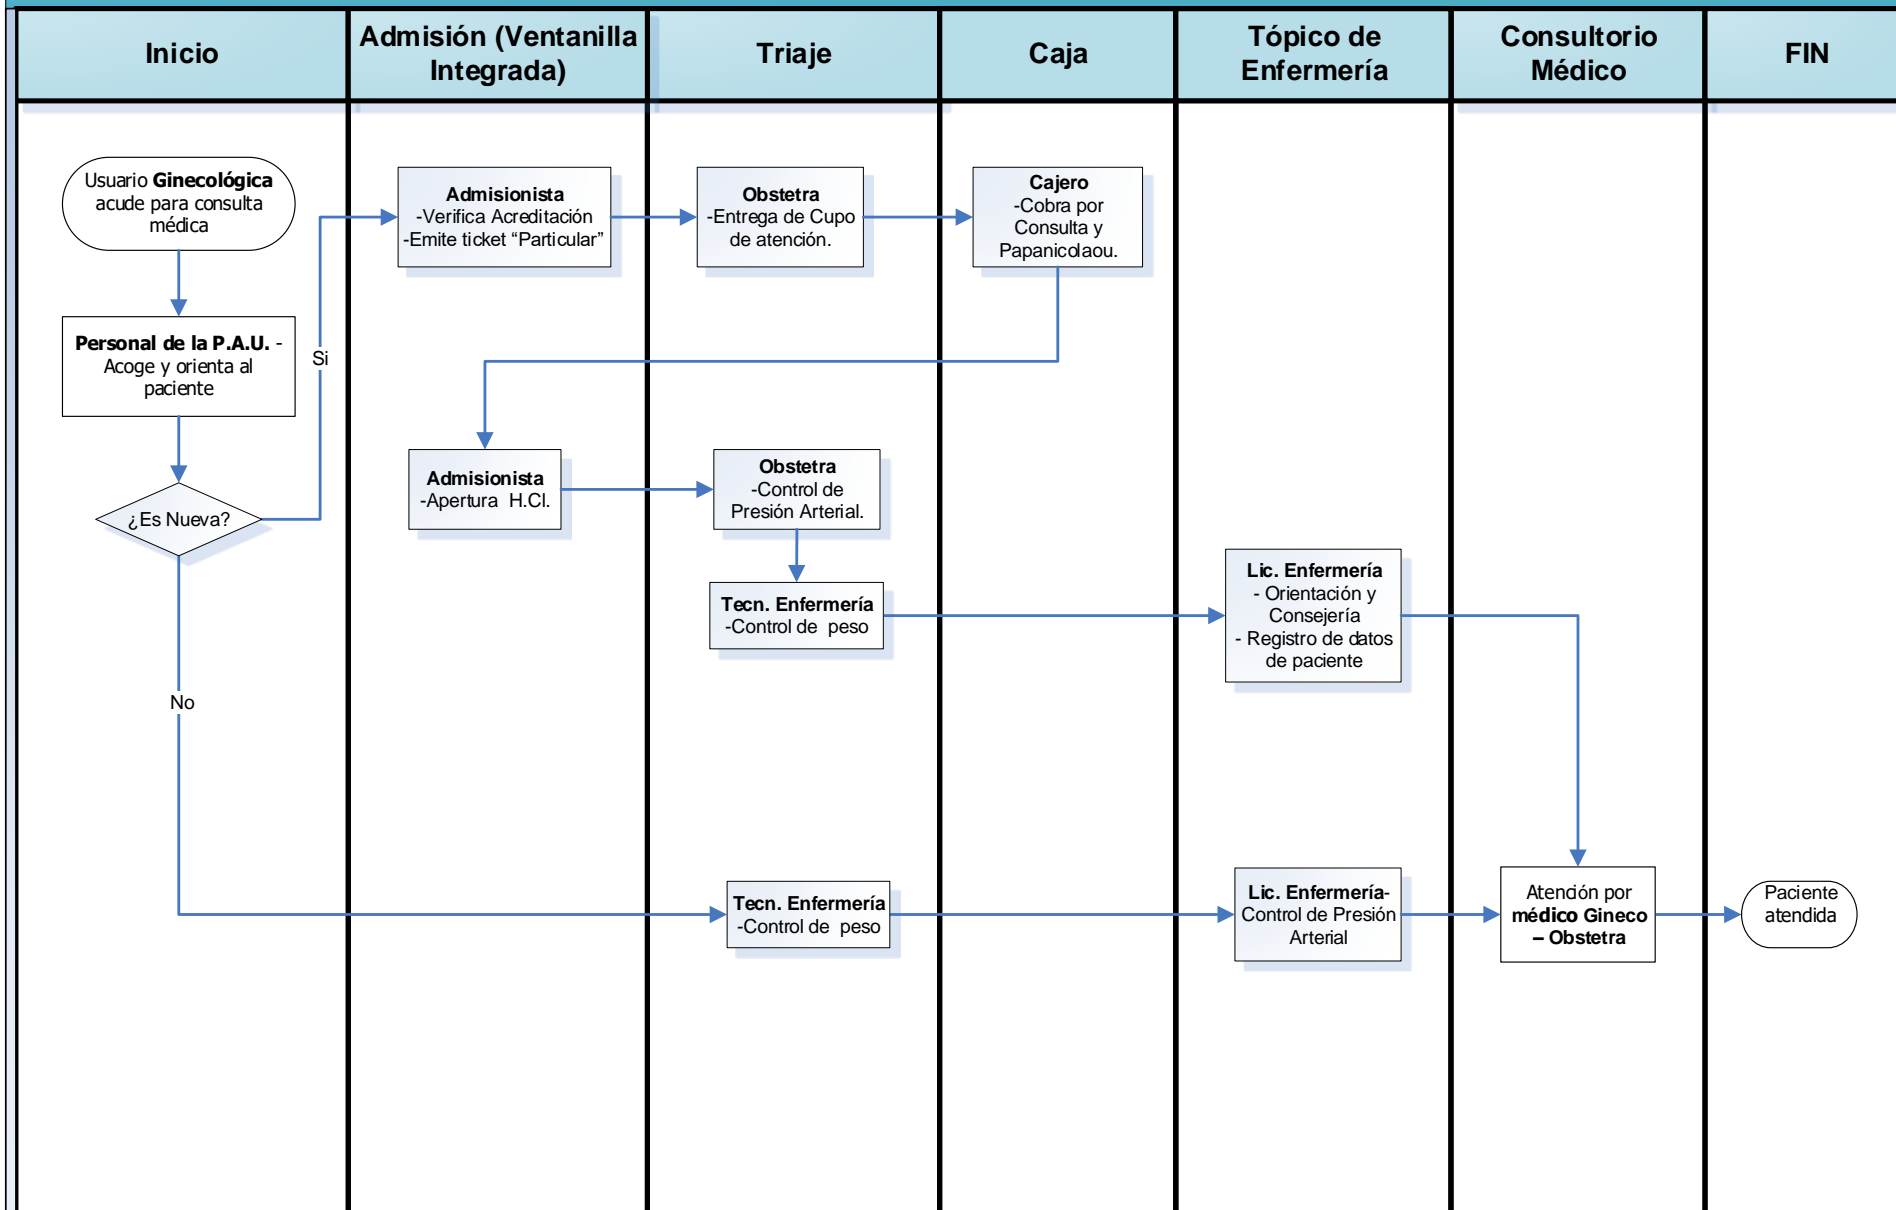 Inicio
Admisión (Ventanilla
Integrada)
Triaje
Caja
Tópico de
Enfermería
Consultorio
Médico
FIN
Usuario Ginecológica
acude para consulta
médica
Personal de la P.A.U. -
Acoge y orienta al
paciente
¿Es Nueva?
Si
No
Admisionista
-Verifica Acreditación
-Emite ticket “Particular”
Obstetra
-Entrega de Cupo
de atención.
Cajero
-Cobra por
Consulta y
Papanicolaou.
Admisionista
-Apertura H.Cl.
Obstetra
-Control de
Presión Arterial.
Tecn. Enfermería
-Control de peso
Lic. Enfermería
- Orientación y
Consejería
- Registro de datos
de paciente
Tecn. Enfermería
-Control de peso
Lic. Enfermería-
Control de Presión
Arterial
Atención por
médico Gineco
– Obstetra
Paciente
atendida